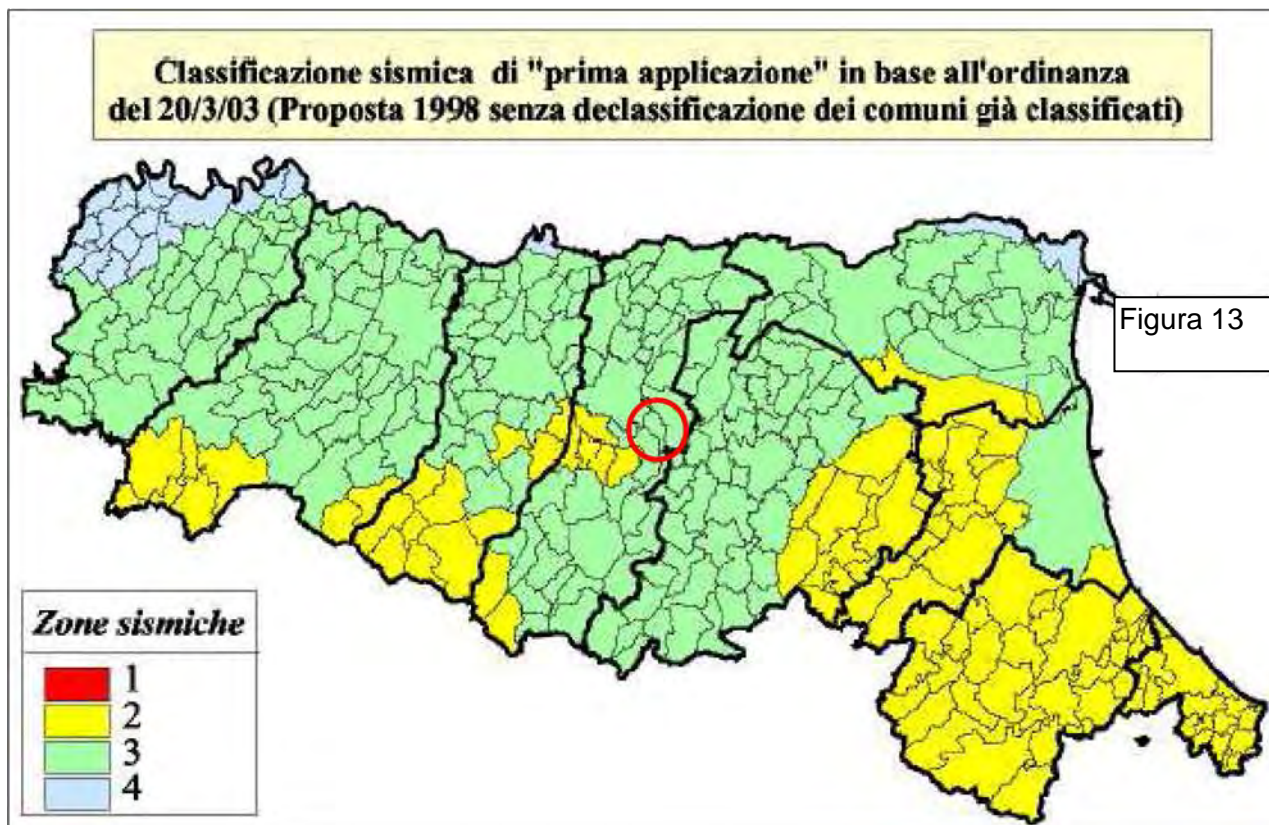 Classificazione sismica di "prima applicazione" in base all'ordinanza
del 20/3/03 (Proposta 1998 senza declassificazione dei comuni già classificati)
Figura 13
Zone sismiche
1
2
3
4